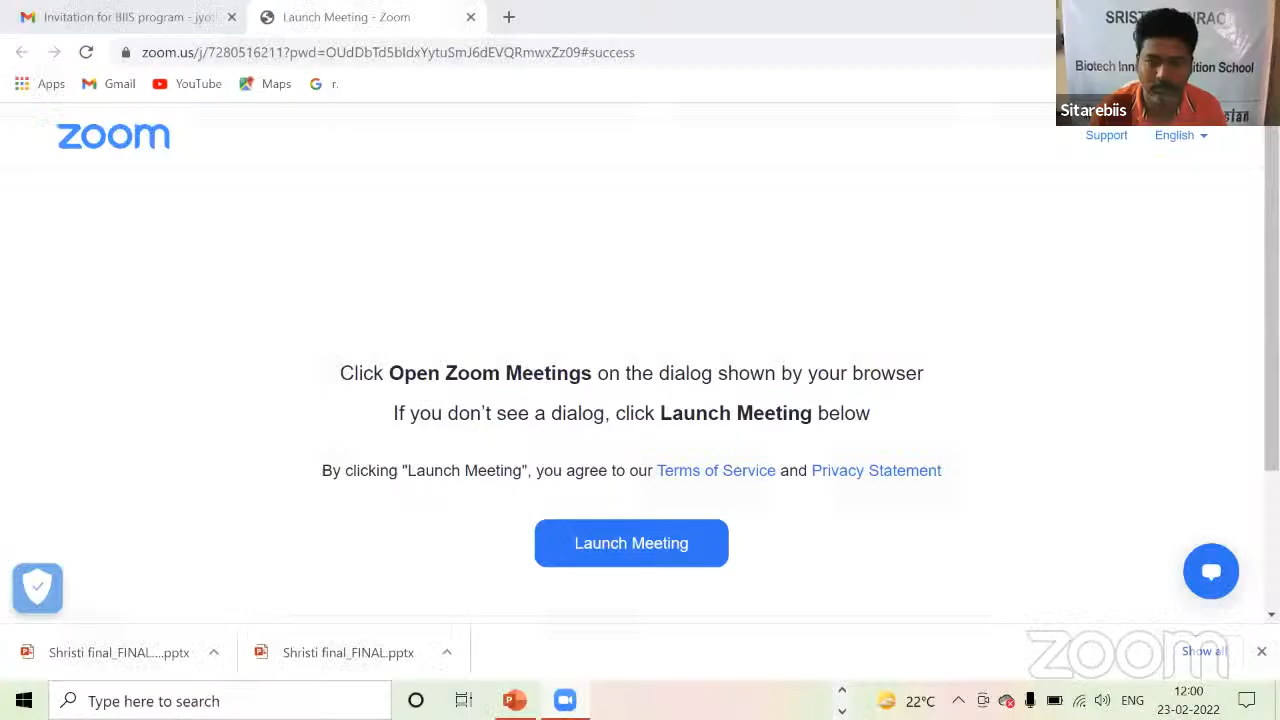 Invitation for BIIS program - jyo
Launch Meeting - Zoom
zoom.us/j/7280516211?pwd=OUdDbTd5bldxYytuSmJ6dEVQRmwxZz09#success
Apps
Gmail
YouTube
Maps
r.
Biotech
School
Sitarebiis
zoom
Support
English
Click Open Zoom Meetings on the dialog shown by your browser
If you don't see a dialog, click Launch Meeting below
By clicking "Launch Meeting", you agree to our Terms of Service and Privacy Statement
Launch Meeting
Shristi final_FINAL....pptx
Shristi final_FINAL.pptx
Show all
zoom
Type here to search
22°C
ENG
12:00
23-02-2022